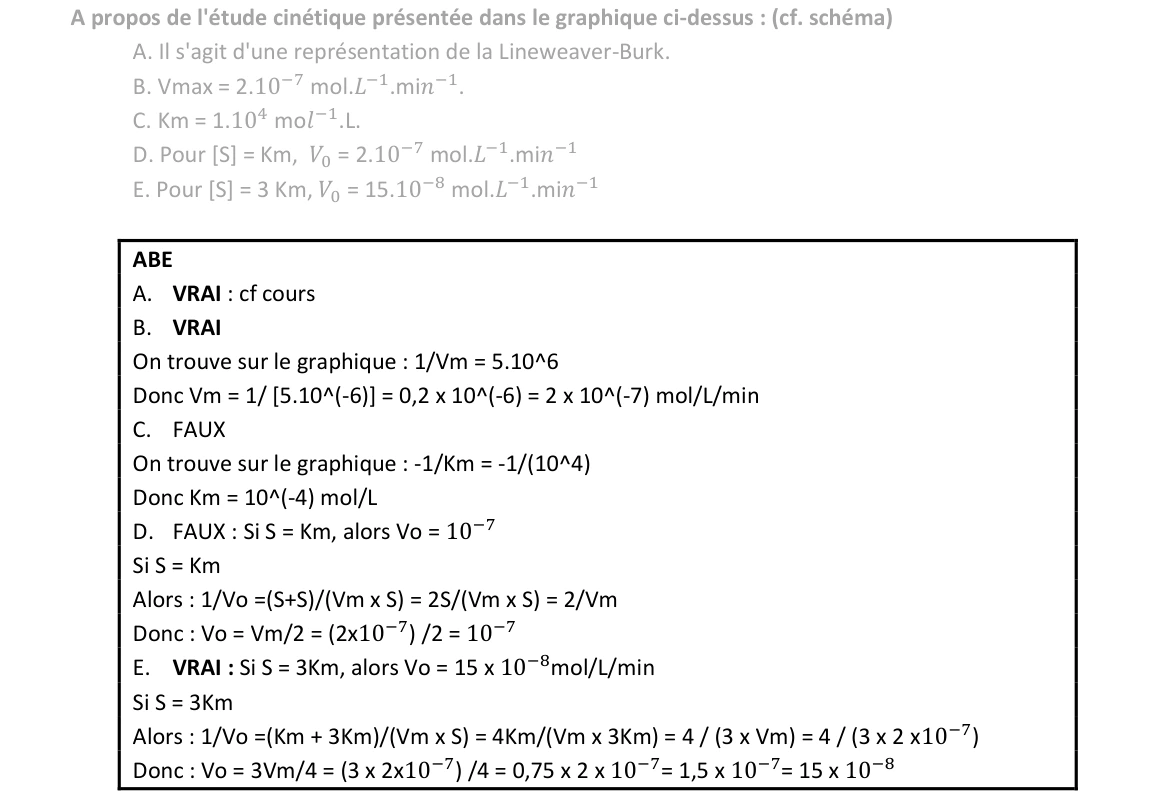 A propos de l'étude cinétique présentée dans le graphique ci-dessus : (cf. schéma)
A. Il s'agit d'une représentation de la Lineweaver-Burk.
B. Vmax = 2.10⁻⁷ mol.L⁻¹.min⁻¹.
C. Km = 1.10⁴ mol⁻¹.L.
D. Pour [S] = Km, V₀ = 2.10⁻⁷ mol.L⁻¹.min⁻¹
E. Pour [S] = 3 Km, V₀ = 15.10⁻⁸ mol.L⁻¹.min⁻¹
ABE
A. VRAI : cf cours
B. VRAI
On trouve sur le graphique : 1/Vm = 5.10^6
Donc Vm = 1/ [5.10^(-6)] = 0,2 x 10^(-6) = 2 x 10^(-7) mol/L/min
C. FAUX
On trouve sur le graphique : -1/Km = -1/(10^4)
Donc Km = 10^(-4) mol/L
D. FAUX : Si S = Km, alors Vo = 10⁻⁷
Si S = Km
Alors : 1/Vo =(S+S)/(Vm x S) = 2S/(Vm x S) = 2/Vm
Donc : Vo = Vm/2 = (2x10⁻⁷) /2 = 10⁻⁷
E. VRAI : Si S = 3Km, alors Vo = 15 x 10⁻⁸mol/L/min
Si S = 3Km
Alors : 1/Vo =(Km + 3Km)/(Vm x S) = 4Km/(Vm x 3Km) = 4 / (3 x Vm) = 4 / (3 x 2 x10⁻⁷)
Donc : Vo = 3Vm/4 = (3 x 2x10⁻⁷) /4 = 0,75 x 2 x 10⁻⁷= 1,5 x 10⁻⁷= 15 x 10⁻⁸